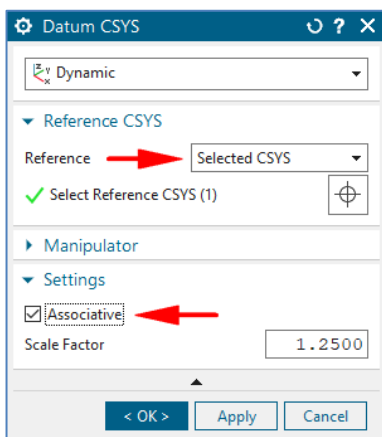 Datum CSYS
Dynamic
Reference CSYS
Reference Selected CSYS
Select Reference CSYS (1)
Manipulator
Settings
Associative
Scale Factor 1.2500
< OK > Apply Cancel